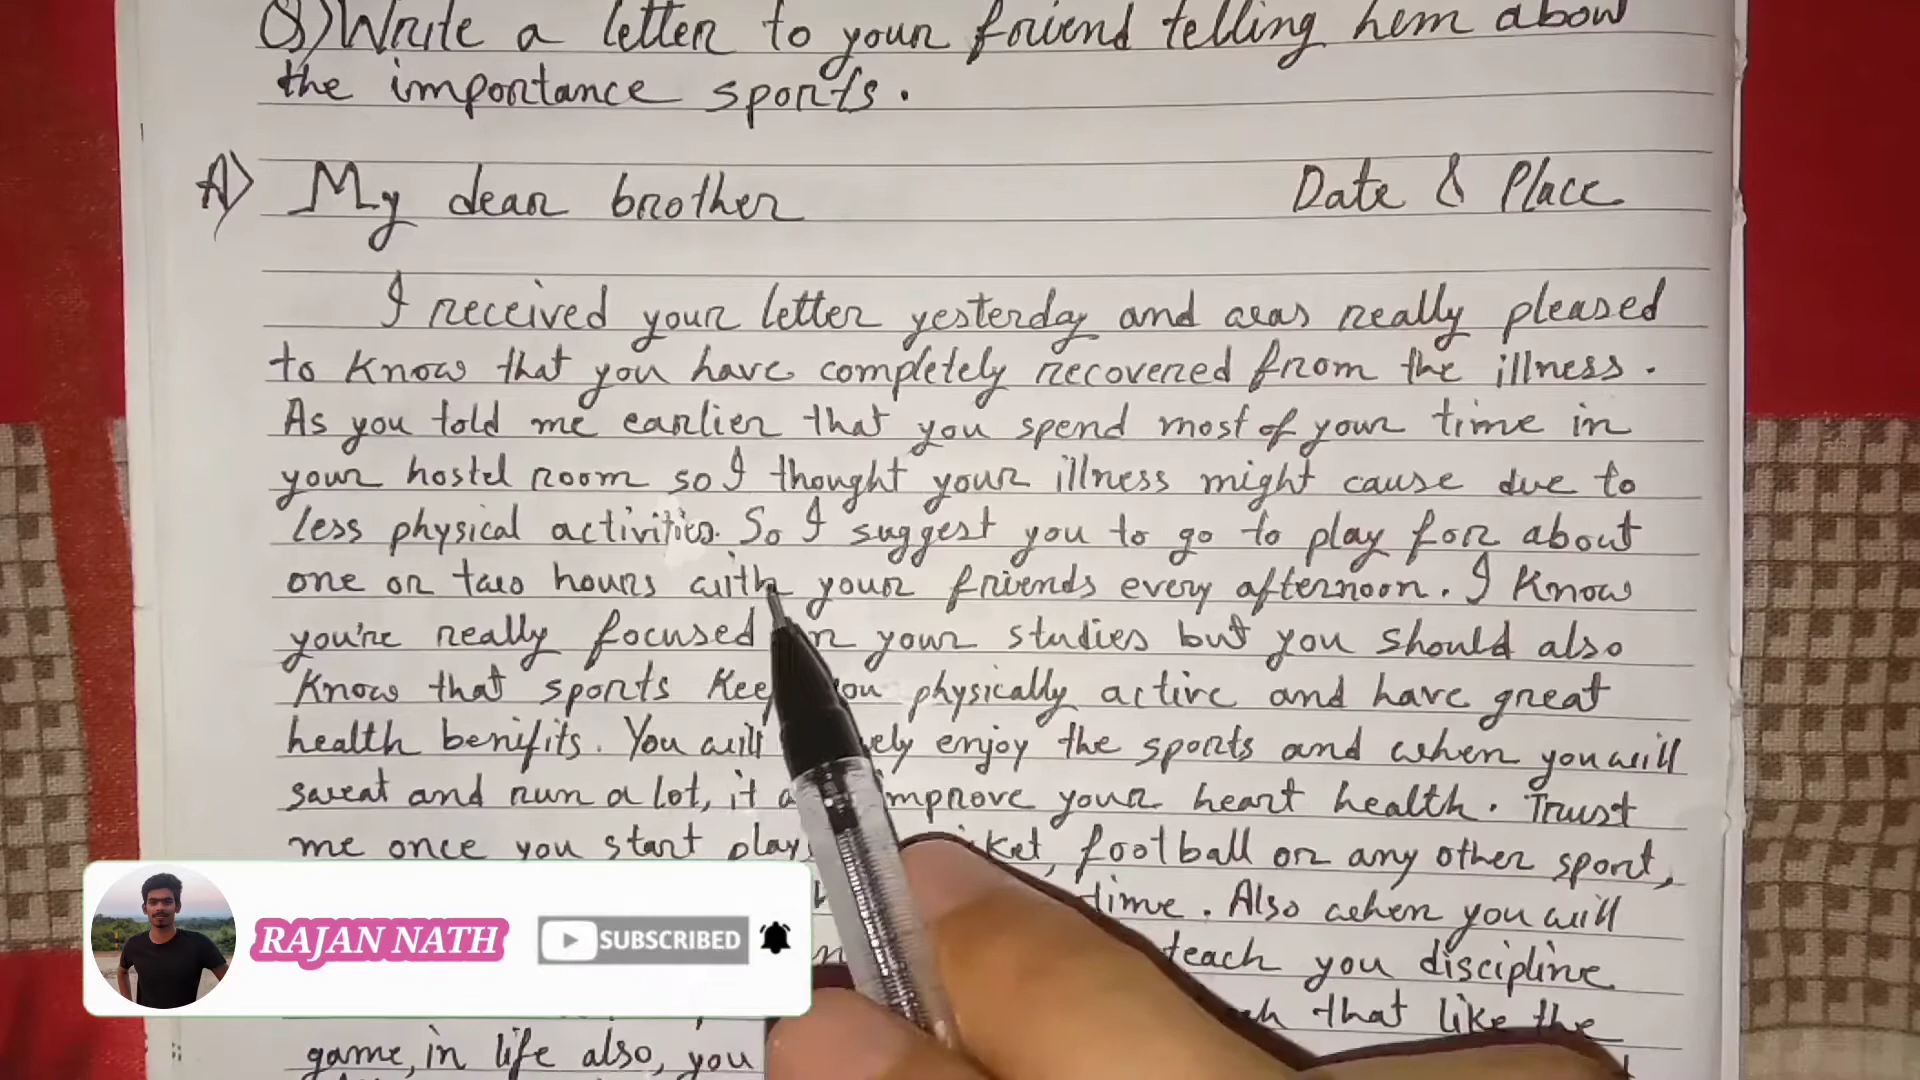 Q) Write a letter to your friend telling him abou
the importance sports.
A) My dear brother
Date & Place
I received your letter yesterday and was really pleased
to know that you have completely recovered from the illness.
As you told me earlier that you spend most of your time in
your hostel room so I thought your illness might cause due to
less physical activities. So I suggest you to go to play for about
one or two hours with your friends every afternoon. I know
you're really focused your studies but you should also
know that sports physically active and have great
health benifits. You will enjoy the sports and when you will
sweat and run a lot, it improve your heart health. Trust
me once you start football or any other sport,
time. Also when you will
teach you discipline
that like the
game, in life also, you
RAJAN NATH
SUBSCRIBED